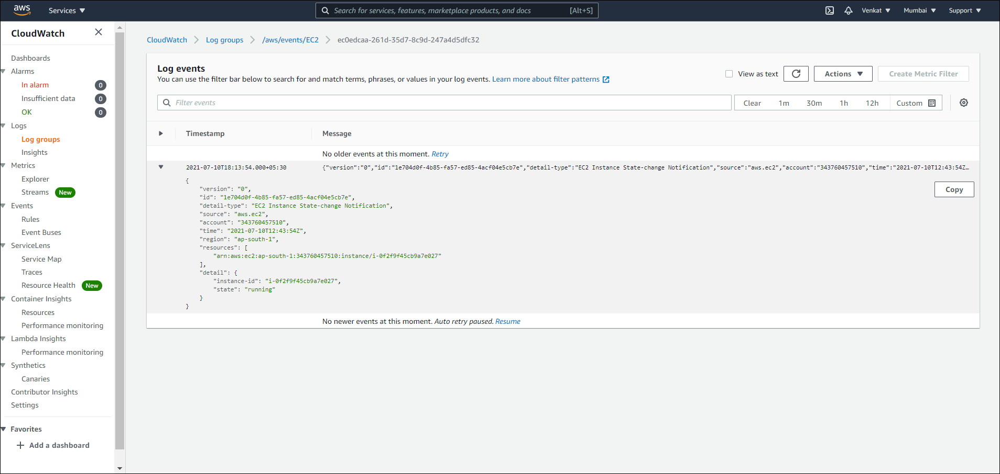 aws Services Search for services, features, marketplace products, and docs [Alt+S] Venkat Mumbai Support
CloudWatch
Dashboards
Alarms
In alarm 0
Insufficient data 0
OK 0
Logs
Log groups
Insights
Metrics
Explorer
Streams New
Events
Rules
Event Buses
ServiceLens
Service Map
Traces
Resource Health New
Container Insights
Resources
Performance monitoring
Lambda Insights
Performance monitoring
Synthetics
Canaries
Contributor Insights
Settings
Favorites
Add a dashboard
CloudWatch Log groups /aws/events/EC2 ec0edcaa-261d-35d7-8c9d-247a4d5dfc32
Log events
You can use the filter bar below to search for and match terms, phrases, or values in your log events. Learn more about filter patterns
View as text Actions Create Metric Filter
Filter events Clear 1m 30m 1h 12h Custom
Timestamp Message
No older events at this moment. Retry
2021-07-10T18:13:54.000+05:30 {"version":"0","id":"1e704d0f-4b85-fa57-ed85-4acf04e5cb7e","detail-type":"EC2 Instance State-change Notification","source":"aws.ec2","account":"343760457510","time":"2021-07-10T12:43:54Z…
{
"version": "0",
"id": "1e704d0f-4b85-fa57-ed85-4acf04e5cb7e",
"detail-type": "EC2 Instance State-change Notification",
"source": "aws.ec2",
"account": "343760457510",
"time": "2021-07-10T12:43:54Z",
"region": "ap-south-1",
"resources": [
"arn:aws:ec2:ap-south-1:343760457510:instance/i-0f2f9f45cb9a7e027"
],
"detail": {
"instance-id": "i-0f2f9f45cb9a7e027",
"state": "running"
}
}
Copy
No newer events at this moment. Auto retry paused. Resume